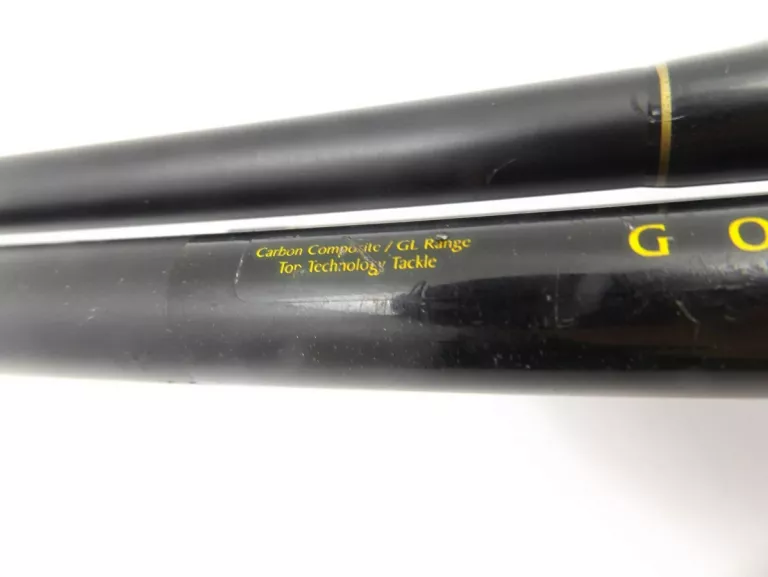 Carbon Composite / GL Range
Top Technology Tackle
G O